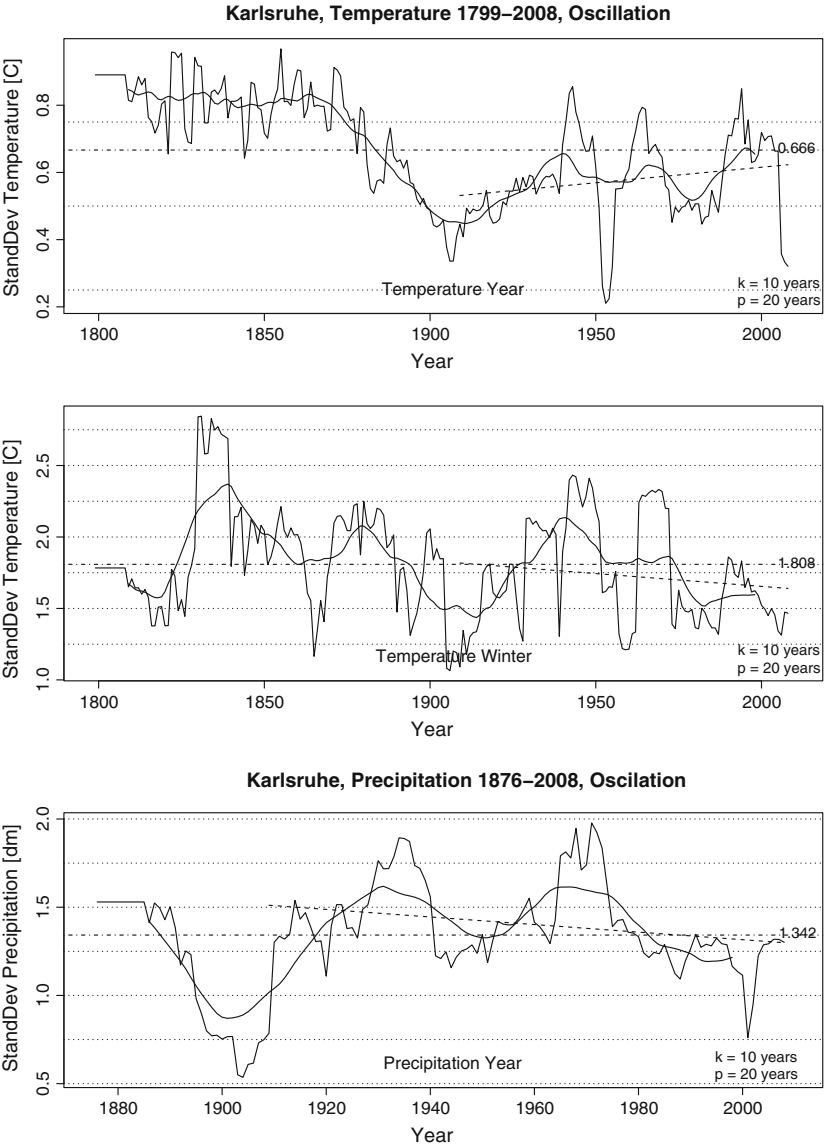 Karlsruhe, Temperature 1799–2008, Oscillation
StandDev Temperature [C]
0.8
0.6
0.4
0.2
0.666
Temperature Year
k = 10 years
p = 20 years
1800 1850 1900 1950 2000
Year
StandDev Temperature [C]
2.5
2.0
1.5
1.0
1.808
Temperature Winter
k = 10 years
p = 20 years
1800 1850 1900 1950 2000
Year
Karlsruhe, Precipitation 1876–2008, Oscilation
StandDev Precipitation [dm]
2.0
1.5
1.0
0.5
1.342
Precipitation Year
k = 10 years
p = 20 years
1880 1900 1920 1940 1960 1980 2000
Year